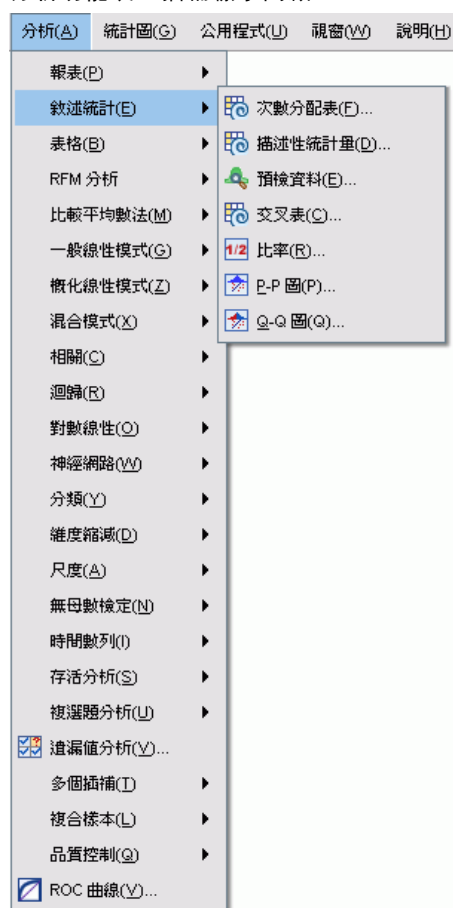 分析(A) 統計圖(G) 公用程式(U) 視窗(W) 說明(H)
報表(P)
敘述統計(E)
表格(B)
RFM 分析
比較平均數法(M)
一般線性模式(G)
概化線性模式(Z)
混合模式(X)
相關(C)
迴歸(R)
對數線性(O)
神經網路(W)
分類(Y)
維度縮減(D)
尺度(A)
無母數檢定(N)
時間數列(I)
存活分析(S)
複選題分析(U)
遺漏值分析(V)...
多個插補(T)
複合樣本(L)
品質控制(Q)
ROC 曲線(V)...
次數分配表(F)...
描述性統計量(D)...
預檢資料(E)...
交叉表(C)...
1/2 比率(R)...
P-P 圖(P)...
Q-Q 圖(Q)...